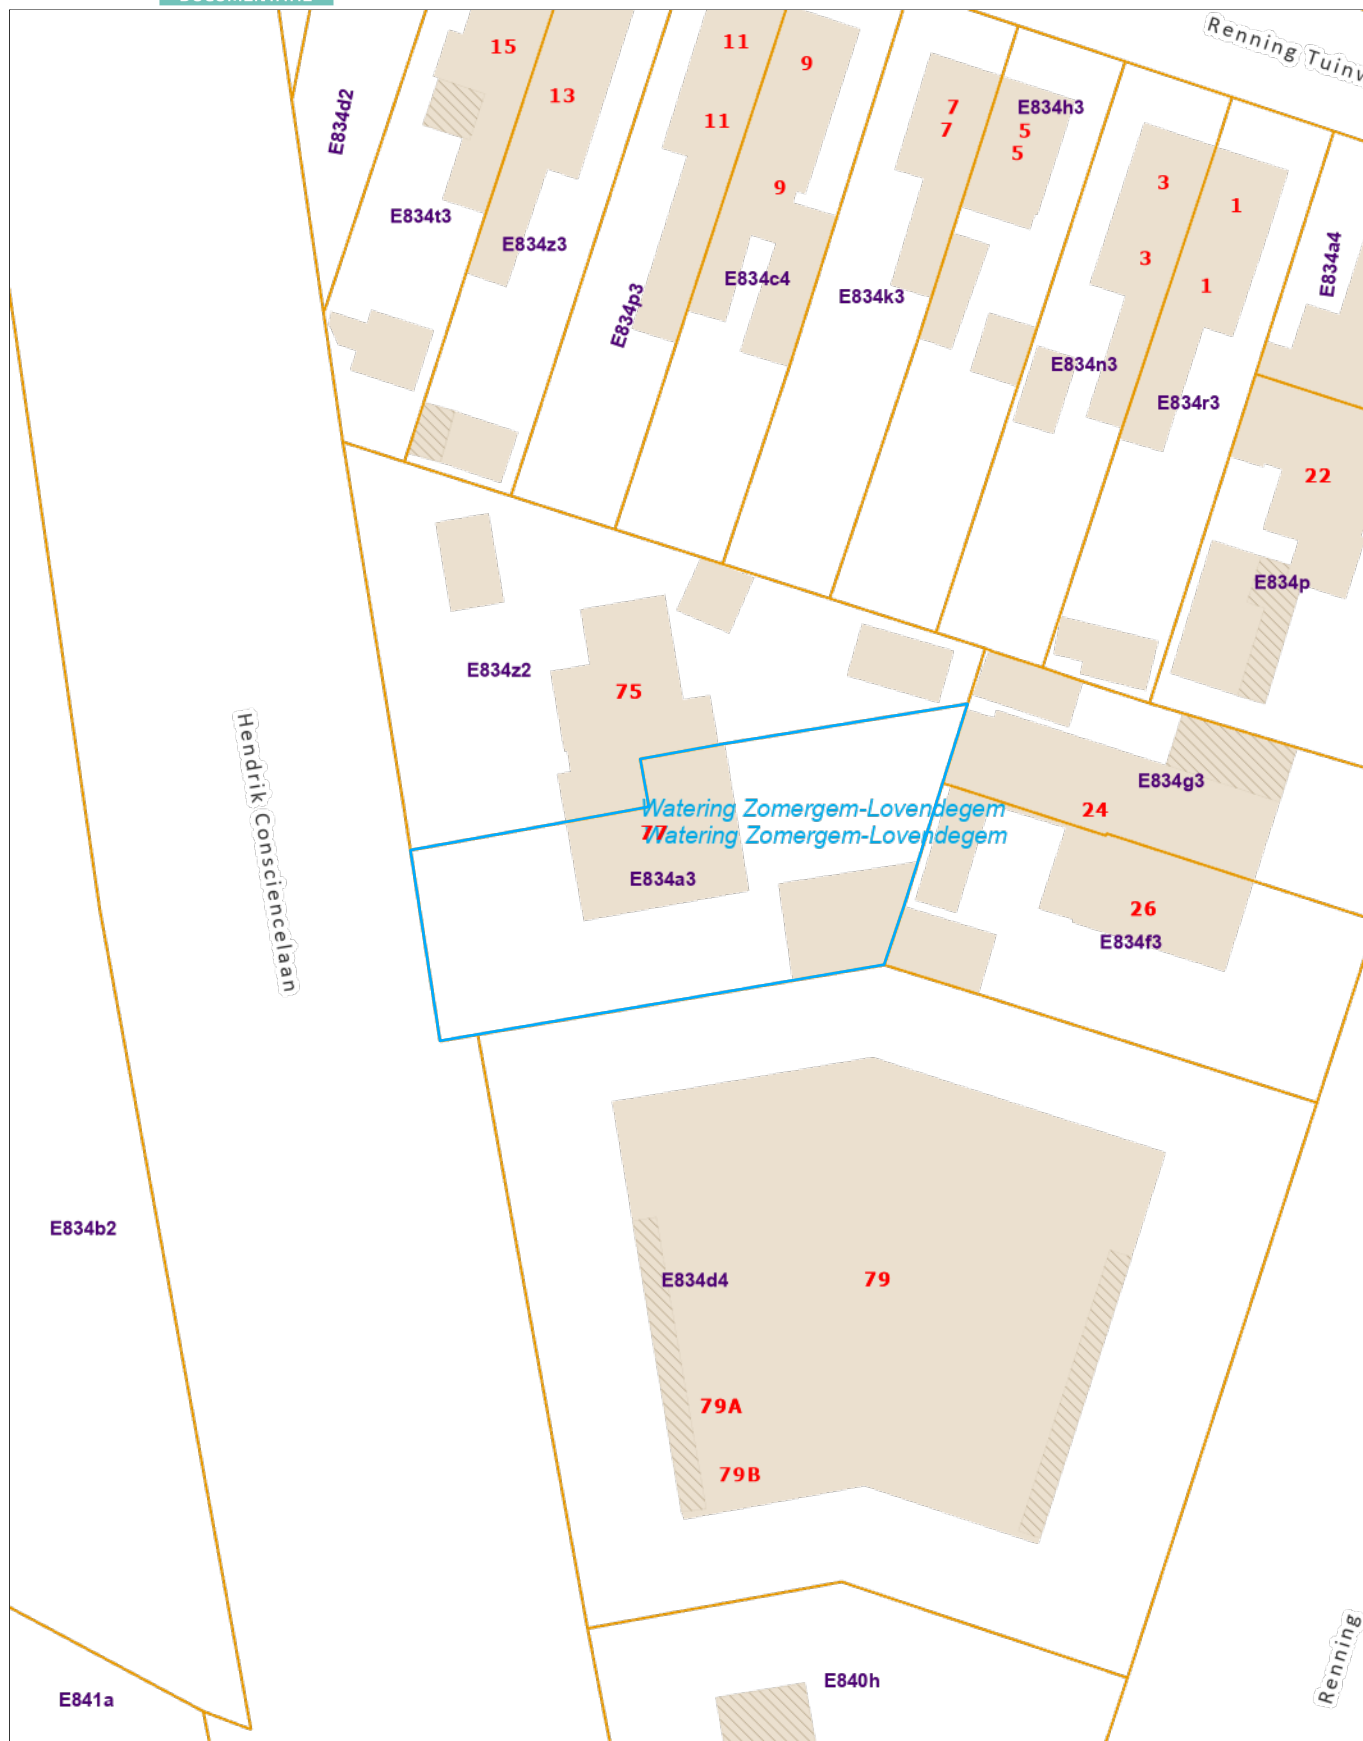 Renning Tuinw
15
11
9
13
E834d2
7
E834h3
11
7
5
5
3
9
1
E834t3
E834z3
E834a4
3
E834c4
1
E834k3
E834p3
E834n3
E834r3
22
E834p
E834z2
75
Hendrik Consciencelaan
E834g3
Watering Zomergem-Lovendegem
24
77
Watering Zomergem-Lovendegem
E834a3
26
E834f3
E834b2
E834d4
79
79A
79B
Renning
E840h
E841a